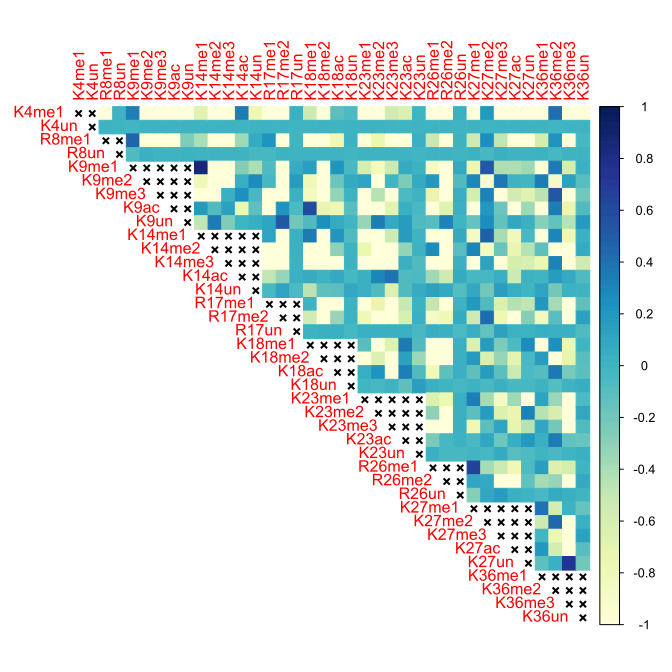 K4me1
K4un
R8me1
R8un
K9me1
K9me2
K9me3
K9ac
K9un
K14me1
K14me2
K14me3
K14ac
K14un
R17me1
R17me2
R17un
K18me1
K18me2
K18ac
K18un
K23me1
K23me2
K23me3
K23ac
K23un
R26me1
R26me2
R26un
K27me1
K27me2
K27me3
K27ac
K27un
K36me1
K36me2
K36me3
K36un
K4me1
K4un
R8me1
R8un
K9me1
K9me2
K9me3
K9ac
K9un
K14me1
K14me2
K14me3
K14ac
K14un
R17me1
R17me2
R17un
K18me1
K18me2
K18ac
K18un
K23me1
K23me2
K23me3
K23ac
K23un
R26me1
R26me2
R26un
K27me1
K27me2
K27me3
K27ac
K27un
K36me1
K36me2
K36me3
K36un
1
0.8
0.6
0.4
0.2
0
-0.2
-0.4
-0.6
-0.8
-1